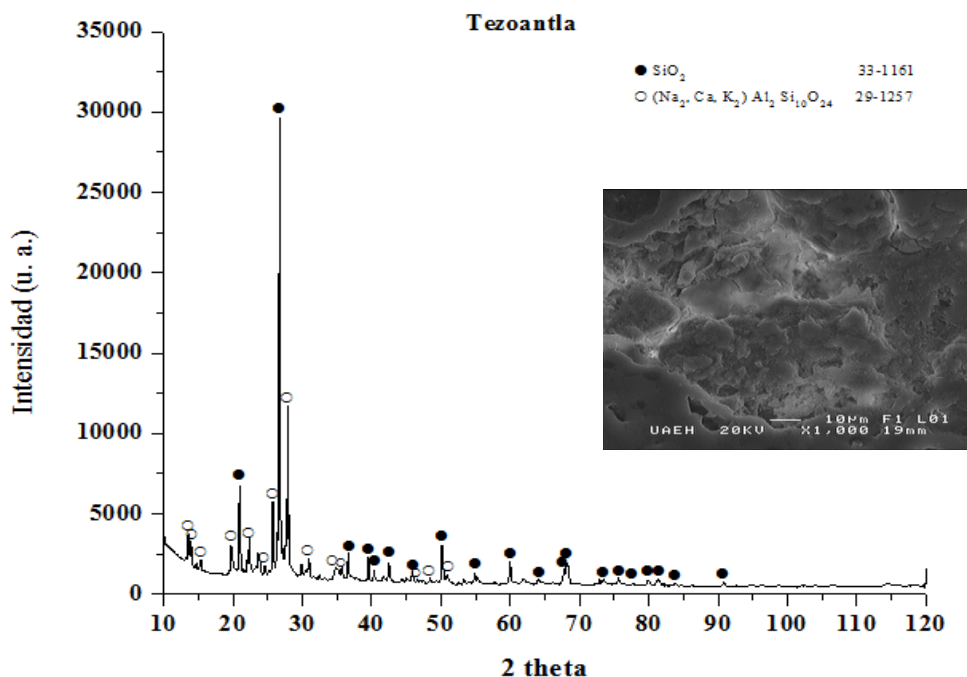 Tezoantla
● SiO₂ 33-1161
○ (Na₂, Ca, K₂) Al₂ Si₁₀O₂₄ 29-1257
Intensidad (u. a.)
35000
30000
25000
20000
15000
10000
5000
0
10 20 30 40 50 60 70 80 90 100 110 120
2 theta
10µm F1 L01
UAEH 20KV X1,000 19mm